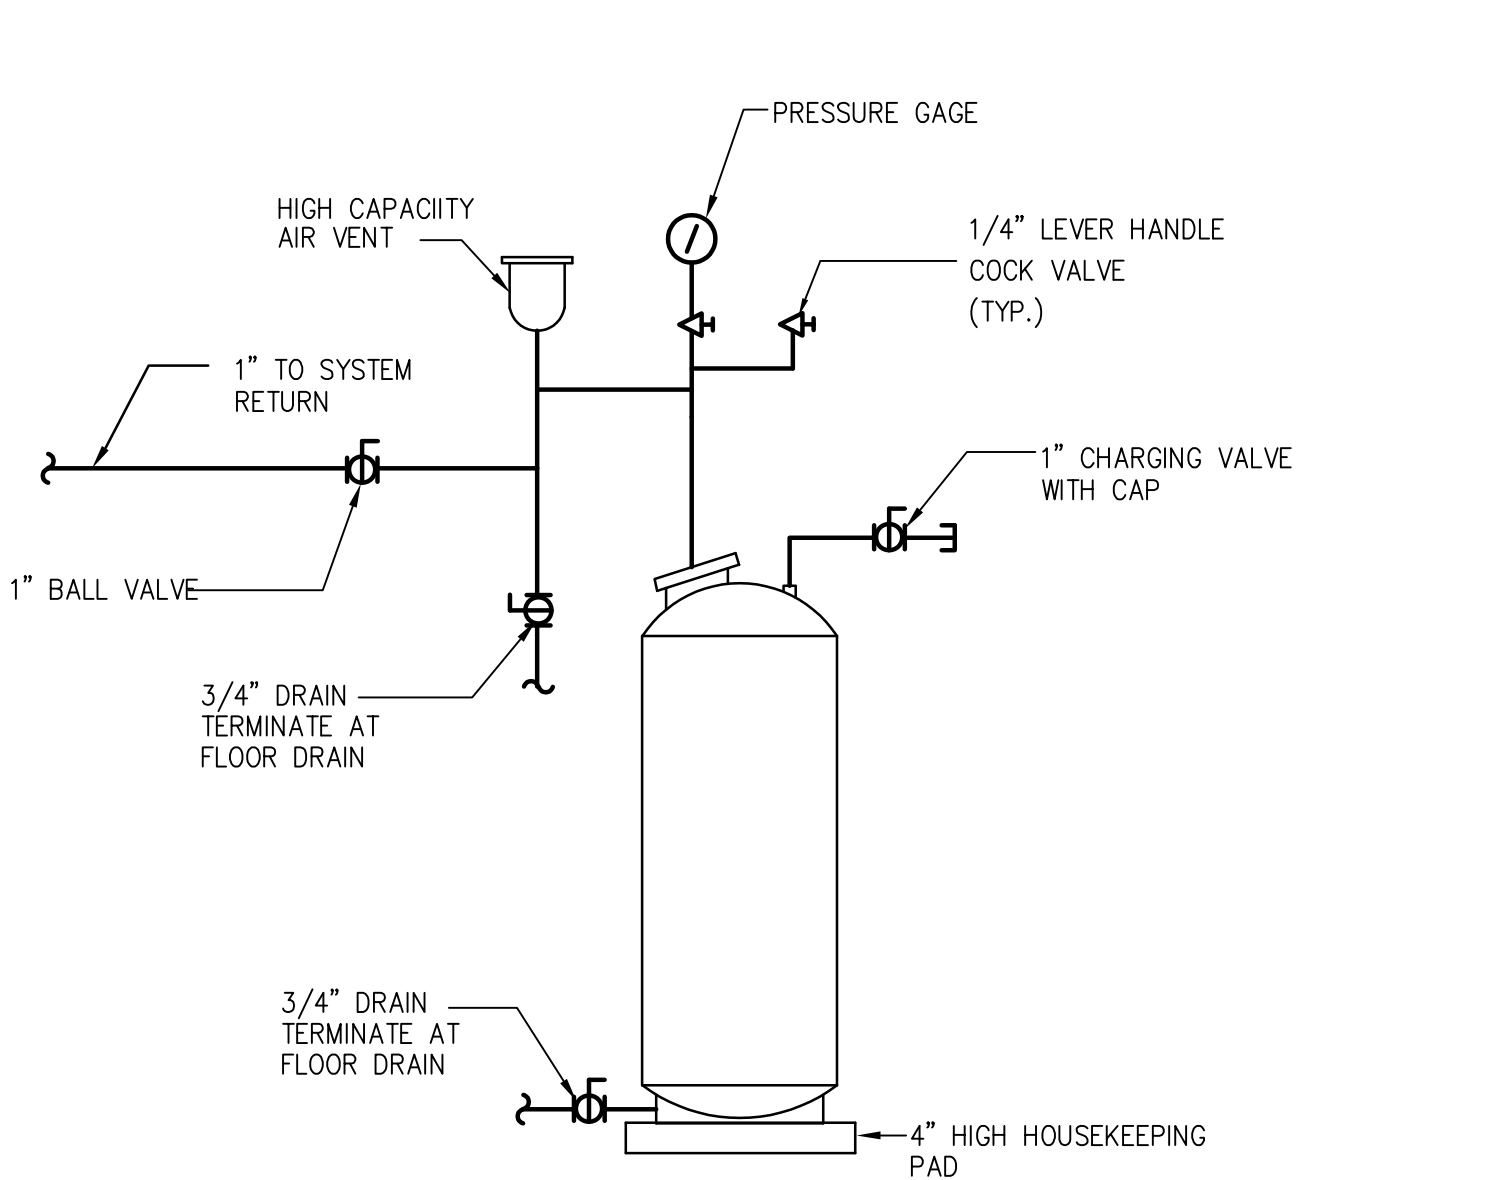 PRESSURE GAGE
HIGH CAPACIITY
AIR VENT
1/4” LEVER HANDLE
COCK VALVE
(TYP.)
1” TO SYSTEM
RETURN
1” CHARGING VALVE
WITH CAP
1” BALL VALVE
3/4” DRAIN
TERMINATE AT
FLOOR DRAIN
3/4” DRAIN
TERMINATE AT
FLOOR DRAIN
4” HIGH HOUSEKEEPING
PAD